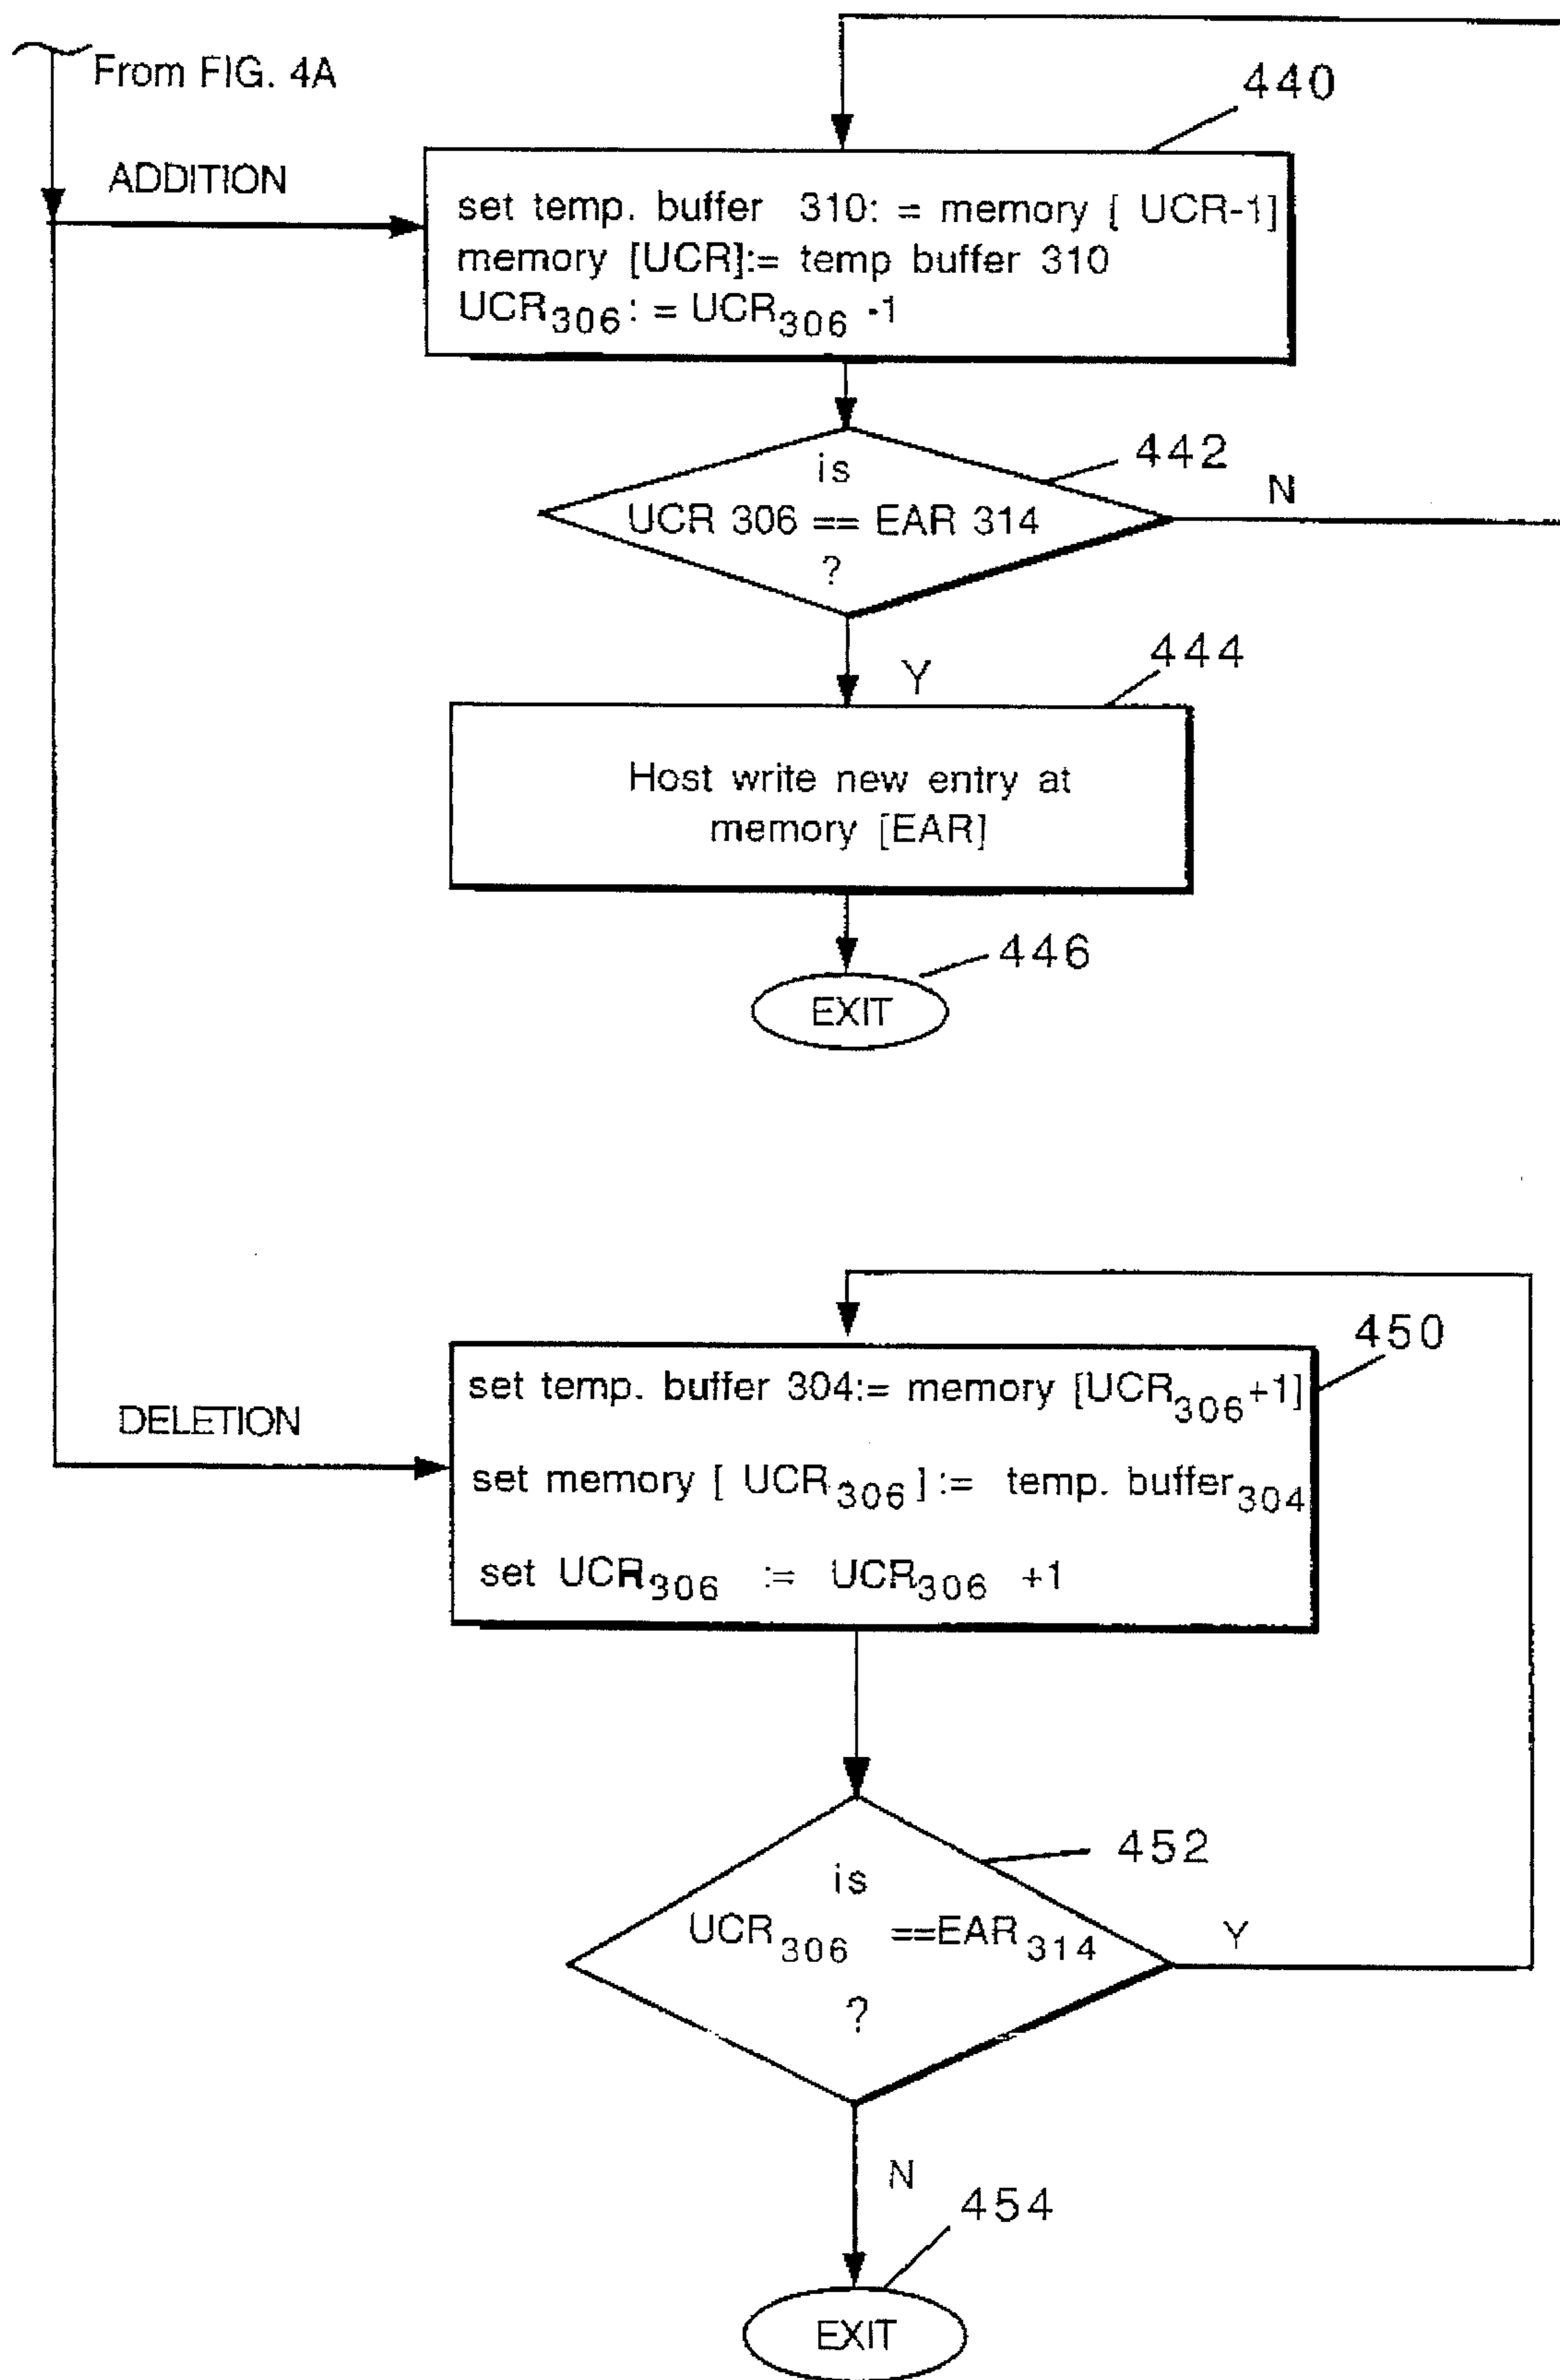 From FIG. 4A
440
ADDITION
set temp. buffer 310: = memory [ UCR-1]
memory [UCR]:= temp buffer 310
UCR306: = UCR306 -1
442
is
UCR 306 == EAR 314
?
N
Y
444
Host write new entry at
memory [EAR]
446
EXIT
450
DELETION
set temp. buffer 304:= memory [UCR306+1]
set memory [ UCR306] := temp. buffer304
set UCR306 := UCR306 +1
452
is
UCR306 ==EAR314
?
Y
N
454
EXIT